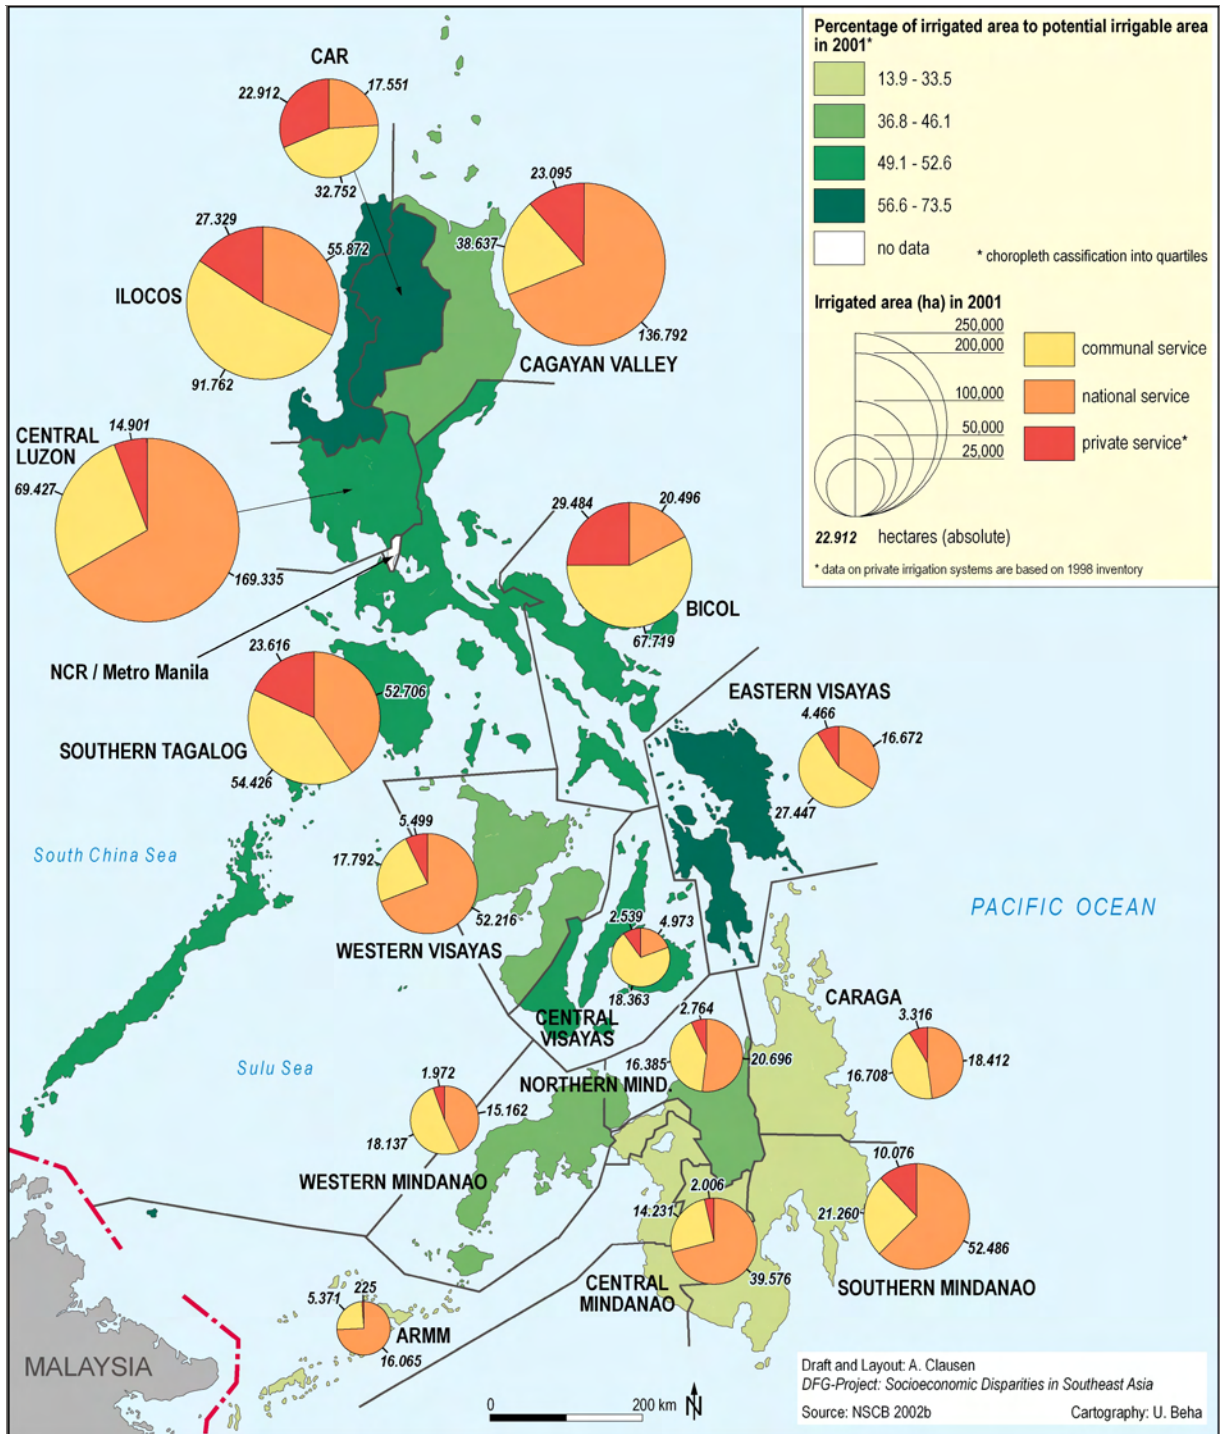 Percentage of irrigated area to potential irrigable area
in 2001*
13.9 - 33.5
36.8 - 46.1
49.1 - 52.6
56.6 - 73.5
no data
* choropleth cassification into quartiles
Irrigated area (ha) in 2001
250,000
200,000
100,000
50,000
25,000
communal service
national service
private service*
22.912 hectares (absolute)
* data on private irrigation systems are based on 1998 inventory
CAR
22.912
17.551
32.752
27.329
55.872
ILOCOS
91.762
23.095
38.637
136.792
CAGAYAN VALLEY
CENTRAL
LUZON
14.901
69.427
169.335
NCR / Metro Manila
29.484
20.496
BICOL
67.719
23.616
52.706
SOUTHERN TAGALOG
54.426
EASTERN VISAYAS
4.466
16.672
27.447
South China Sea
5.499
17.792
52.216
WESTERN VISAYAS
PACIFIC OCEAN
2.539
4.973
18.363
CENTRAL
VISAYAS
CARAGA
3.316
18.412
16.708
2.764
16.385
20.696
NORTHERN MIND.
Sulu Sea
1.972
15.162
18.137
WESTERN MINDANAO
10.076
21.260
52.486
SOUTHERN MINDANAO
2.006
14.231
39.576
CENTRAL
MINDANAO
225
5.371
ARMM
16.065
MALAYSIA
0
200 km
N
Draft and Layout: A. Clausen
DFG-Project: Socioeconomic Disparities in Southeast Asia
Source: NSCB 2002b Cartography: U. Beha